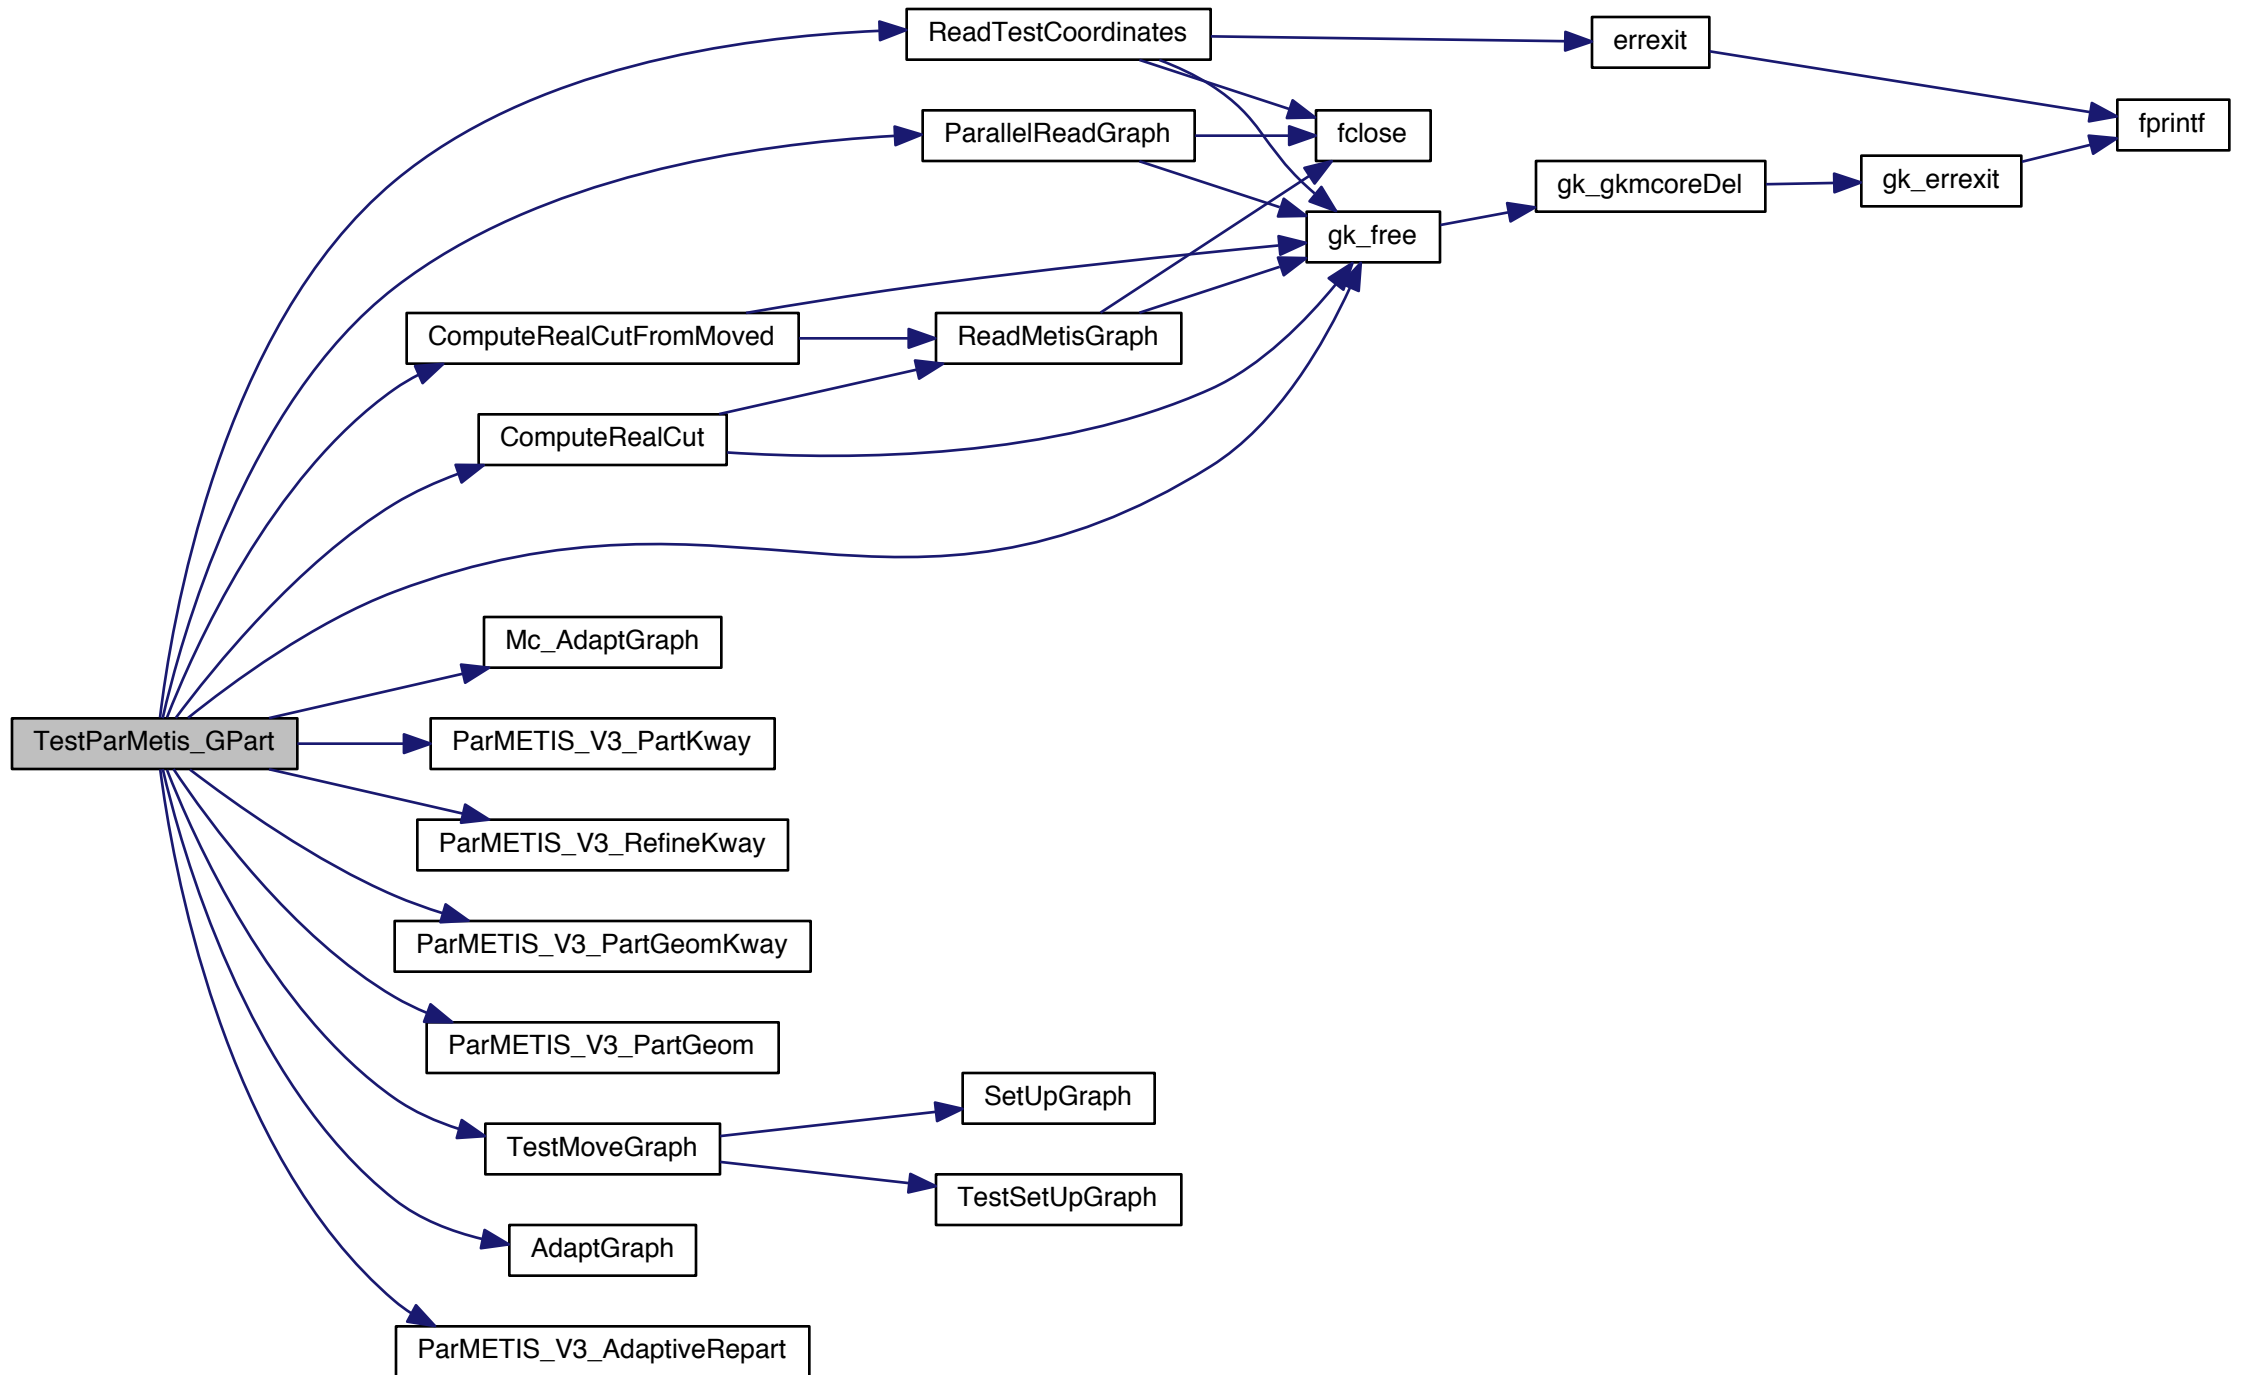 ReadTestCoordinates
errexit
fprintf
ParallelReadGraph
fclose
gk_gkmcoreDel
gk_errexit
gk_free
ComputeRealCutFromMoved
ReadMetisGraph
ComputeRealCut
Mc_AdaptGraph
TestParMetis_GPart
ParMETIS_V3_PartKway
ParMETIS_V3_RefineKway
ParMETIS_V3_PartGeomKway
ParMETIS_V3_PartGeom
SetUpGraph
TestMoveGraph
TestSetUpGraph
AdaptGraph
ParMETIS_V3_AdaptiveRepart